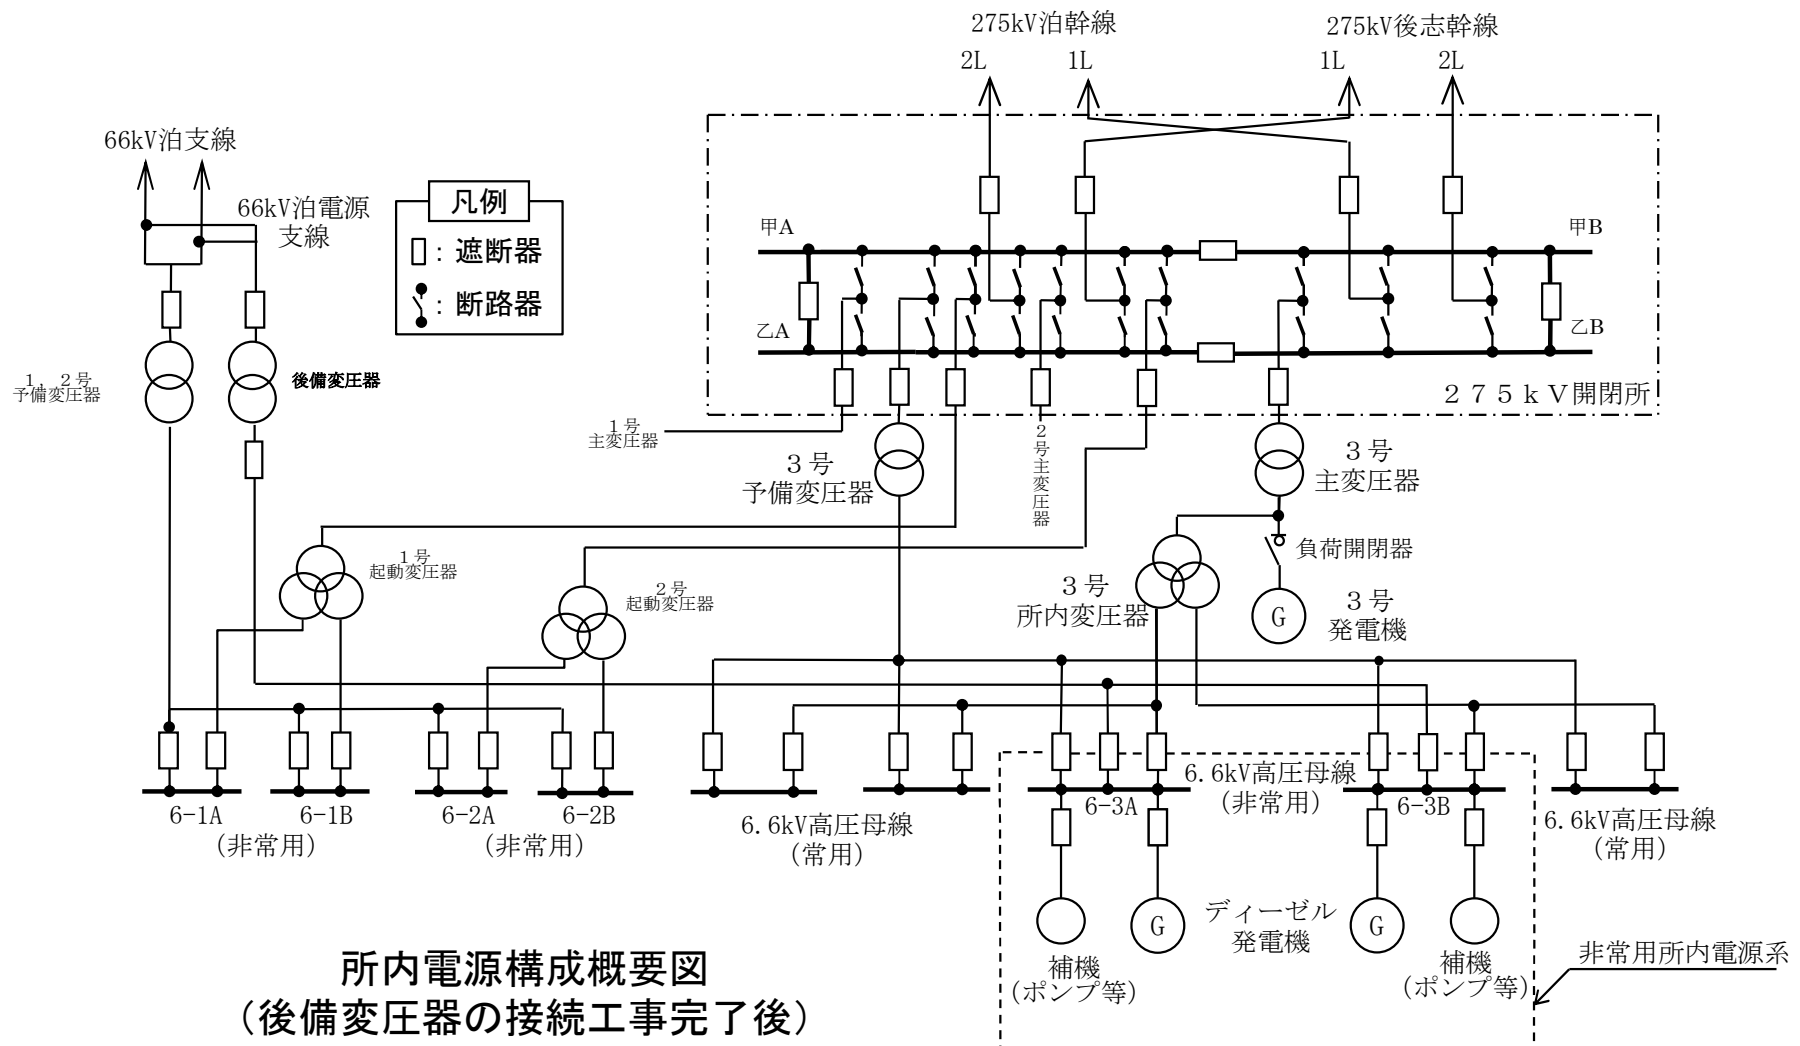 275kV泊幹線
275kV後志幹線
2L
1L
1L
2L
66kV泊支線
66kV泊電源
支線
凡例
：遮断器
：断路器
甲A
甲B
乙A
乙B
275kV開閉所
1，2号
予備変圧器
後備変圧器
1号
主変圧器
3号
予備変圧器
2号主変圧器
3号
主変圧器
負荷開閉器
1号
起動変圧器
2号
起動変圧器
3号
所内変圧器
G
3号
発電機
6-1A
6-1B
(非常用)
6-2A
6-2B
(非常用)
6.6kV高圧母線
(常用)
6-3A
6.6kV高圧母線
(非常用)
6-3B
6.6kV高圧母線
(常用)
G
ディーゼル
発電機
G
補機
(ポンプ等)
補機
(ポンプ等)
非常用所内電源系
所内電源構成概要図
（後備変圧器の接続工事完了後）